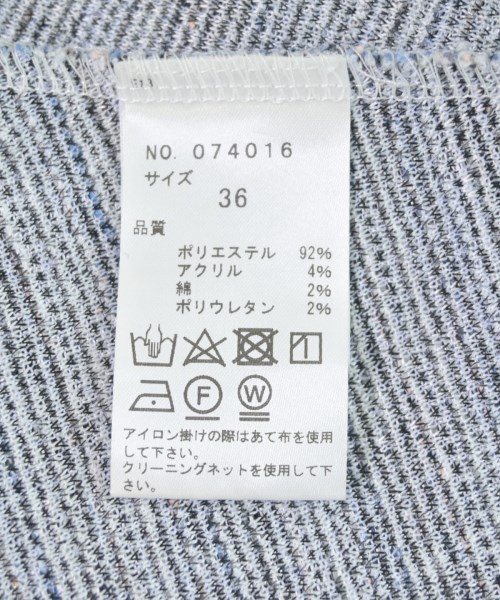 NO. 074016
サイズ
36
品質
ポリエステル 92%
アクリル 4%
綿 2%
ポリウレタン 2%
F W
アイロン掛けの際はあて布を使用
して下さい。
クリーニングネットを使用して下
さい。